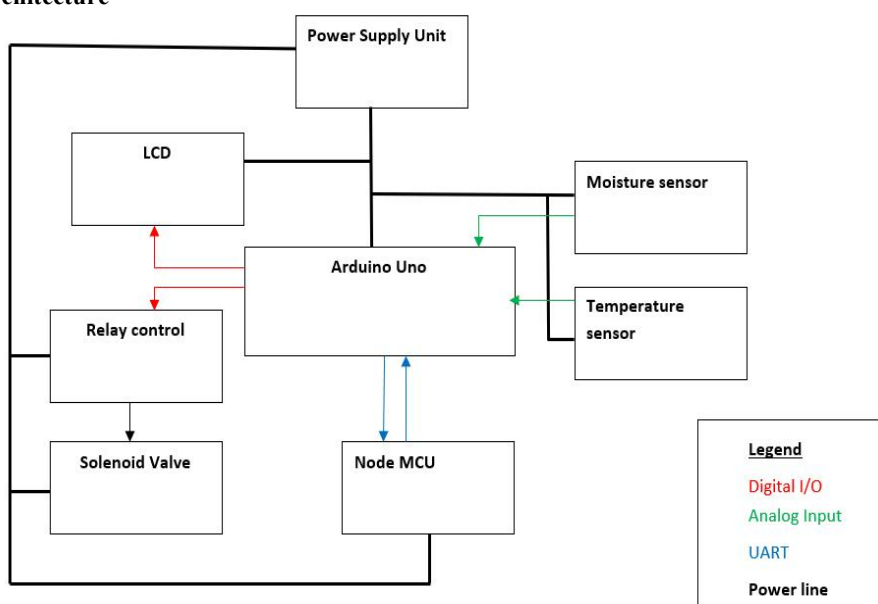 Power Supply Unit
LCD
Moisture sensor
Arduino Uno
Temperature
sensor
Relay control
Solenoid Valve
Node MCU
Legend
Digital I/O
Analog Input
UART
Power line